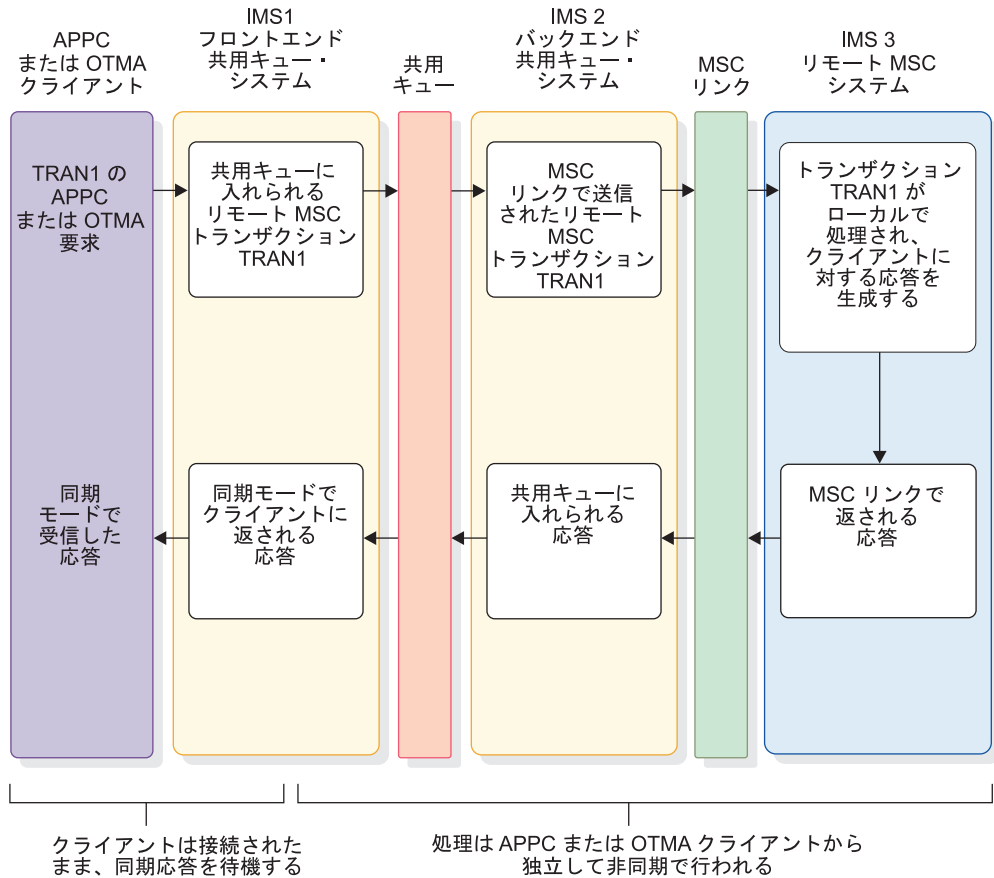 APPC
または OTMA
クライアント
IMS1
フロントエンド
共用キュー・
システム
共用
キュー
IMS 2
バックエンド
共用キュー・
システム
MSC
リンク
IMS 3
リモート MSC
システム
TRAN1 の
APPC
または OTMA
要求
共用キューに
入れられる
リモート MSC
トランザクション
TRAN1
MSC
リンクで送信
されたリモート
MSC
トランザクション
TRAN1
トランザクション
TRAN1 が
ローカルで
処理され、
クライアントに
対する応答を
生成する
同期
モードで
受信した
応答
同期モードで
クライアントに
返される
応答
共用キューに
入れられる
応答
MSC リンクで
返される
応答
クライアントは接続された
まま、同期応答を待機する
処理は APPC または OTMA クライアントから
独立して非同期で行われる